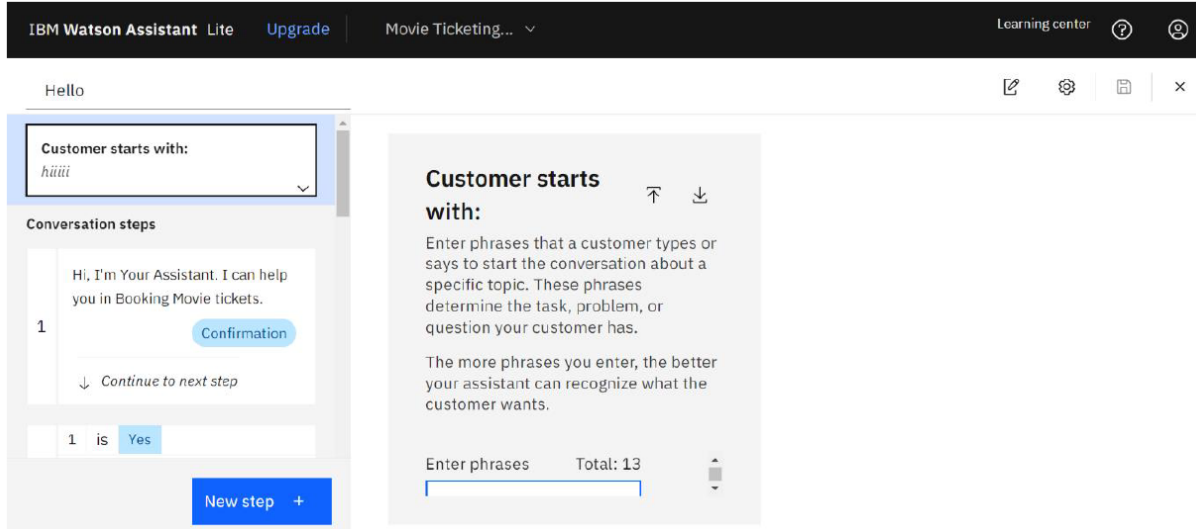 IBM Watson Assistant Lite Upgrade Movie Ticketing... Learning center
Hello
Customer starts with:
hiiiii
Conversation steps
1
Hi, I'm Your Assistant. I can help
you in Booking Movie tickets.
Confirmation
Continue to next step
1 is Yes
New step +
Customer starts
with:
Enter phrases that a customer types or
says to start the conversation about a
specific topic. These phrases
determine the task, problem, or
question your customer has.
The more phrases you enter, the better
your assistant can recognize what the
customer wants.
Enter phrases Total: 13